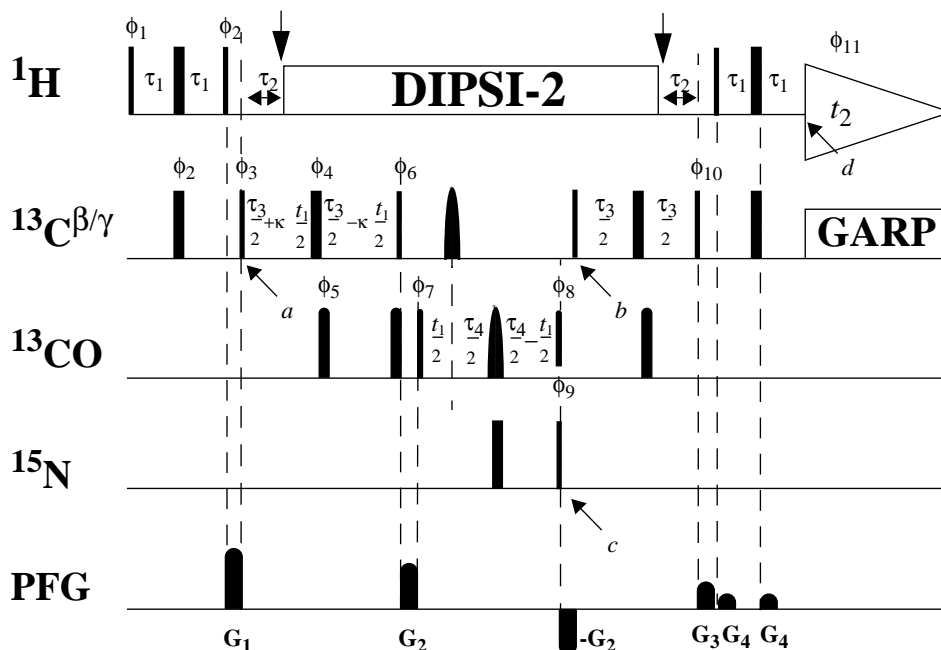 ϕ1 ϕ2 ϕ11
1H τ1 τ1 τ2 DIPSI-2 τ2 τ1 τ1 t2
d
ϕ2 ϕ3 ϕ4 ϕ6 ϕ10
13Cβ/γ τ3/2 +κ t1/2 τ3/2 −κ t1/2 τ3/2 τ3/2 GARP
a ϕ5 ϕ7 ϕ8 b
13CO t1/2 τ4/2 τ4/2 − t1/2
ϕ9
15N
c
PFG
G1 G2 -G2 G3 G4 G4